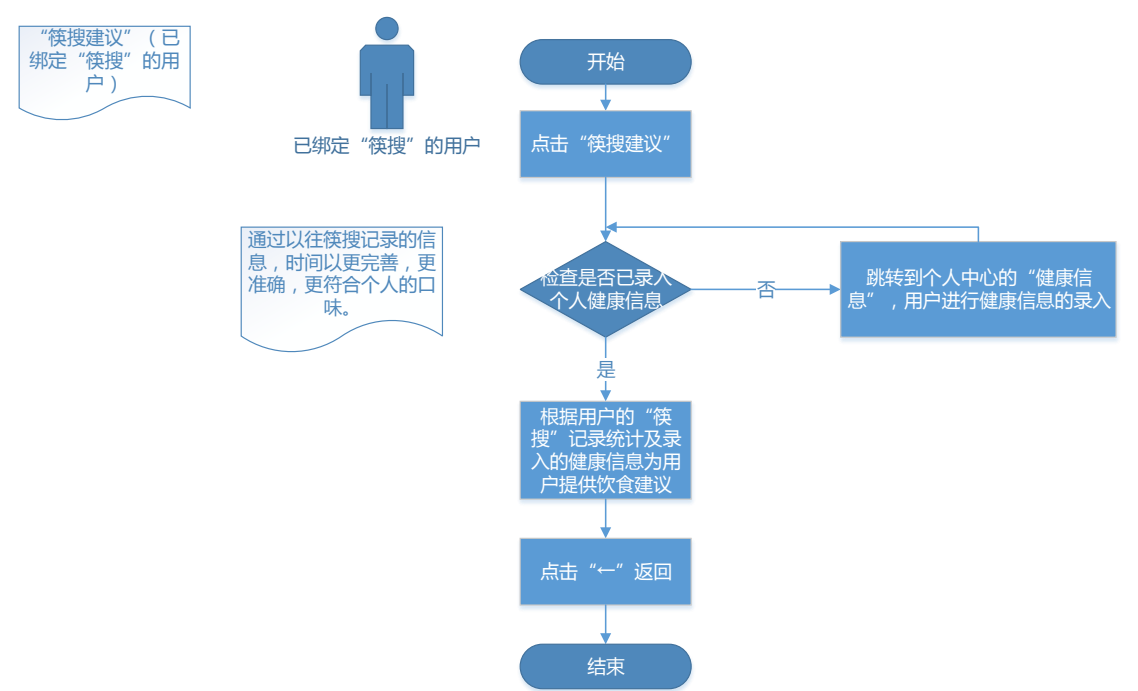 “筷搜建议”（已
绑定“筷搜”的用
户）
已绑定“筷搜”的用户
开始
点击“筷搜建议”
通过以往筷搜记录的信
息，时间以更完善，更
准确，更符合个人的口
味。
检查是否已录入
个人健康信息
否
跳转到个人中心的“健康信
息”，用户进行健康信息的录入
是
根据用户的“筷
搜”记录统计及录
入的健康信息为用
户提供饮食建议
点击“←”返回
结束